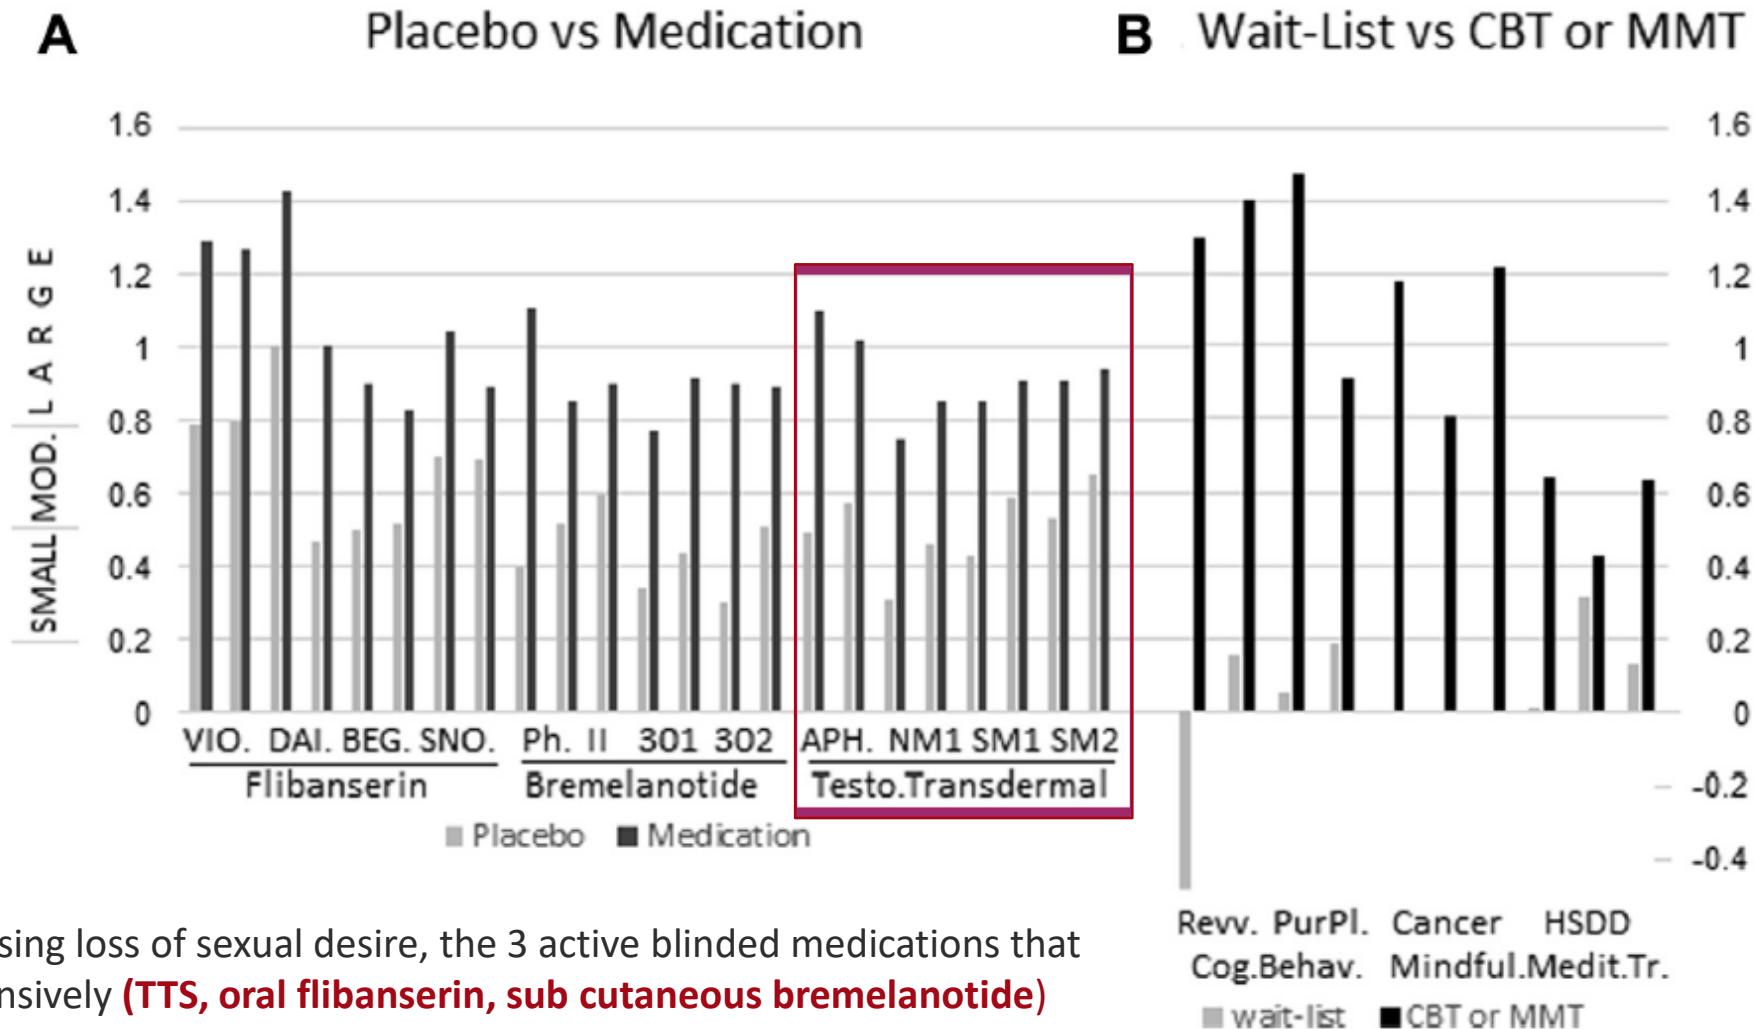 A Placebo vs Medication
B Wait-List vs CBT or MMT
1.6
1.4
1.2
1
0.8
0.6
0.4
0.2
0
SMALL MOD. LARGE
VIO. DAI. BEG. SNO. Ph. II 301 302 APH. NM1 SM1 SM2
Flibanserin Bremelanotide Testo.Transdermal
Placebo Medication
1.6
1.4
1.2
1
0.8
0.6
0.4
0.2
0
-0.2
-0.4
Revv. PurPl. Cancer HSDD
Cog.Behav. Mindful.Medit.Tr.
wait-list CBT or MMT
sing loss of sexual desire, the 3 active blinded medications that
nsively (TTS, oral flibanserin, sub cutaneous bremelanotide)